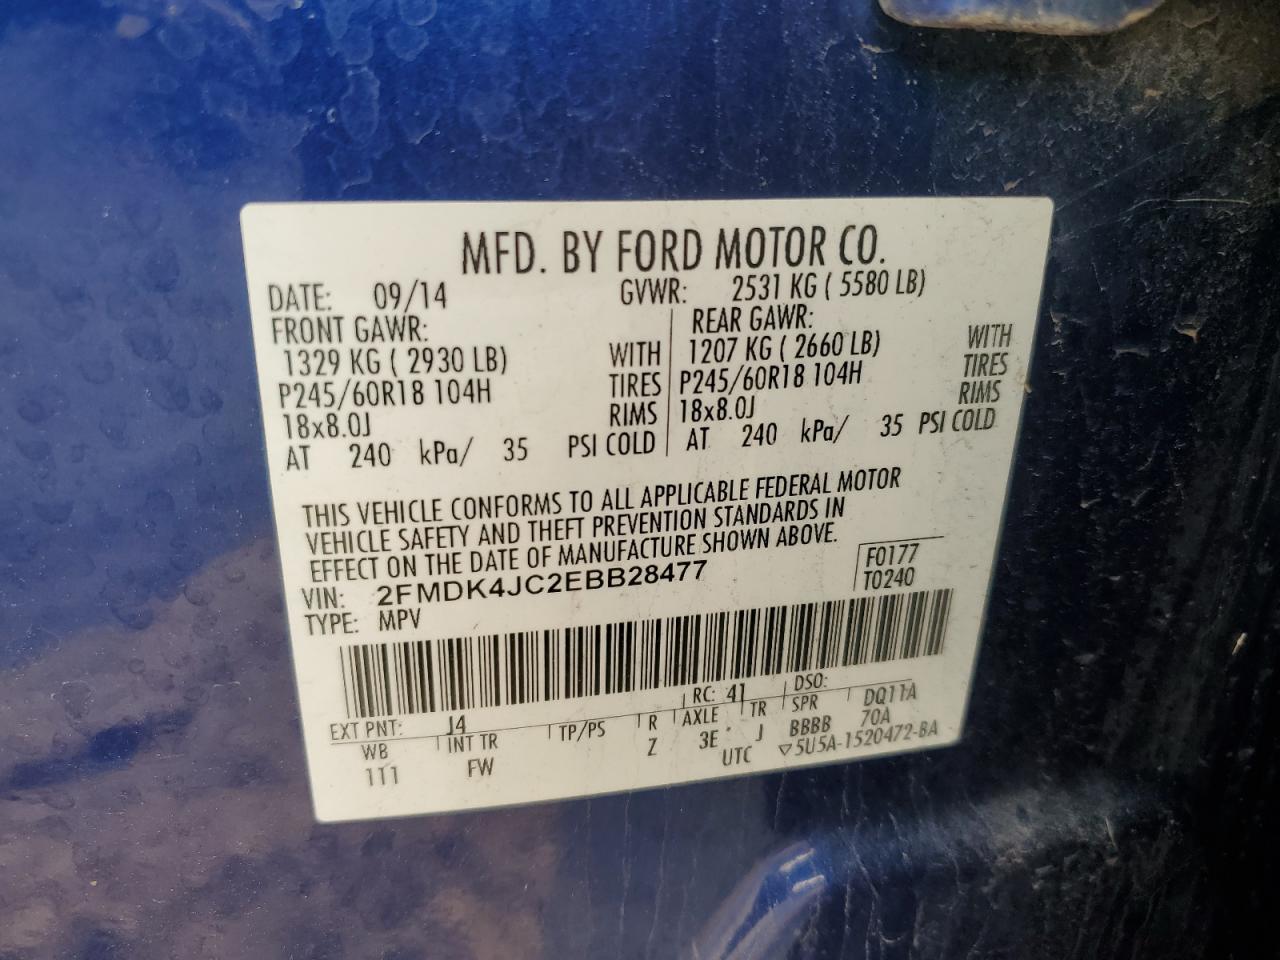 MFD. BY FORD MOTOR CO.
DATE: 09/14 GVWR: 2531 KG ( 5580 LB)
FRONT GAWR: REAR GAWR:
1329 KG ( 2930 LB) WITH 1207 KG ( 2660 LB) WITH
P245/60R18 104H TIRES P245/60R18 104H TIRES
18x8.0J RIMS 18x8.0J RIMS
AT 240 kPa/ 35 PSI COLD AT 240 kPa/ 35 PSI COLD
THIS VEHICLE CONFORMS TO ALL APPLICABLE FEDERAL MOTOR
VEHICLE SAFETY AND THEFT PREVENTION STANDARDS IN
EFFECT ON THE DATE OF MANUFACTURE SHOWN ABOVE.
VIN: 2FMDK4JC2EBB28477 F0177
TYPE: MPV T0240
EXT PNT: J4 RC: 41 DSO:
WB INT TR TP/PS R AXLE TR SPR DQ11A
111 FW Z 3E J BBBB 70A
UTC ▽5U5A-1520472-BA